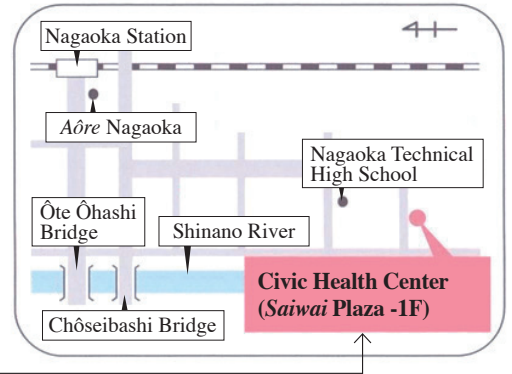 Nagaoka Station
Aôre Nagaoka
Nagaoka Technical
High School
Ôte Ôhashi
Bridge
Shinano River
Civic Health Center
(Saiwai Plaza -1F)
Chôseibashi Bridge